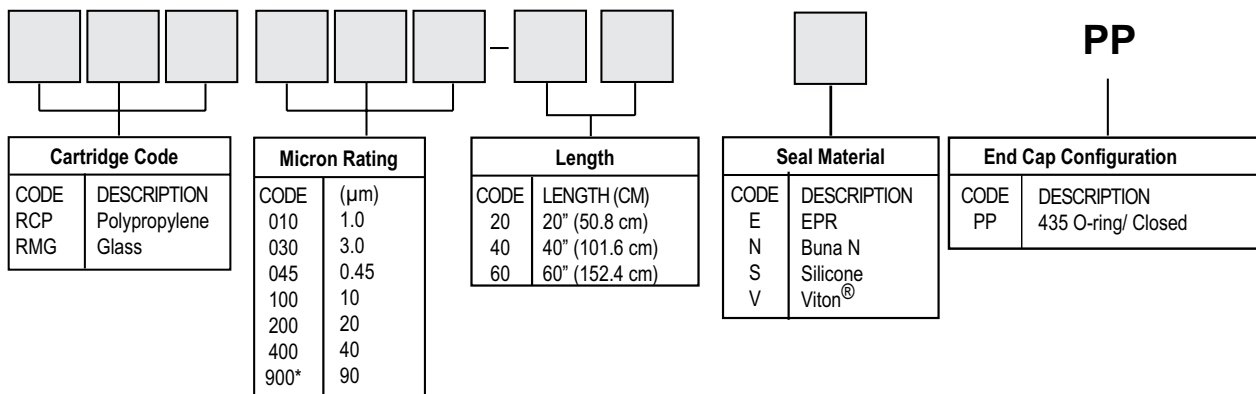 – PP
Cartridge Code
CODE DESCRIPTION
RCP Polypropylene
RMG Glass
Micron Rating
CODE (µm)
010 1.0
030 3.0
045 0.45
100 10
200 20
400 40
900* 90
Length
CODE LENGTH (CM)
20 20” (50.8 cm)
40 40” (101.6 cm)
60 60” (152.4 cm)
Seal Material
CODE DESCRIPTION
E EPR
N Buna N
S Silicone
V Viton®
End Cap Configuration
CODE DESCRIPTION
PP 435 O-ring/ Closed